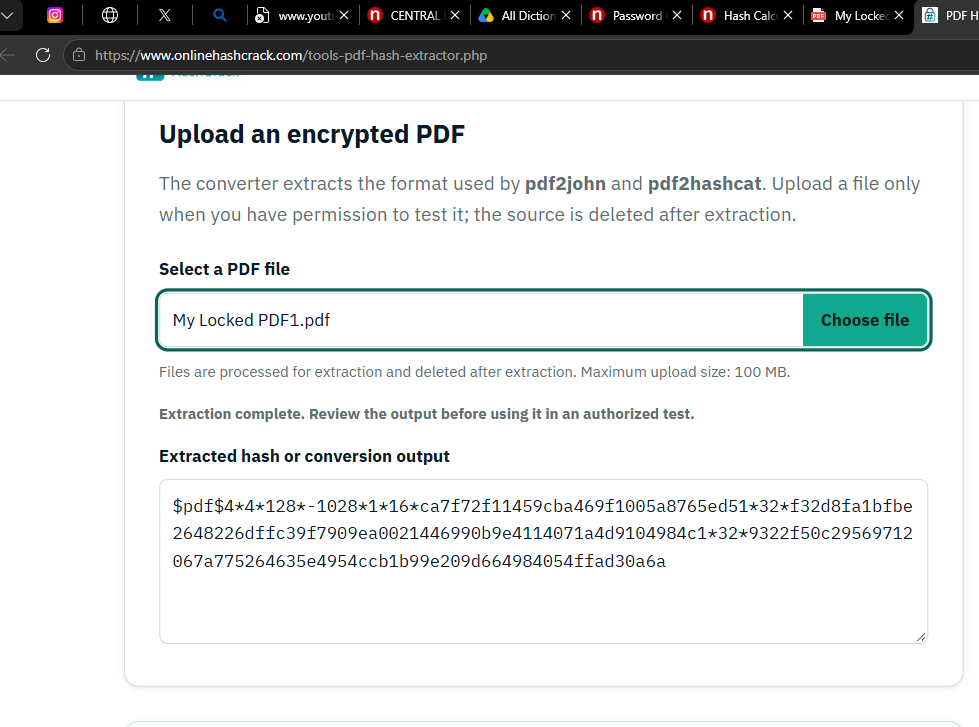 www.yout
CENTRAL
All Diction
Password
Hash Calc
My Locked
PDF H
https://www.onlinehashcrack.com/tools-pdf-hash-extractor.php
Upload an encrypted PDF
The converter extracts the format used by pdf2john and pdf2hashcat. Upload a file only
when you have permission to test it; the source is deleted after extraction.
Select a PDF file
My Locked PDF1.pdf
Choose file
Files are processed for extraction and deleted after extraction. Maximum upload size: 100 MB.
Extraction complete. Review the output before using it in an authorized test.
Extracted hash or conversion output
$pdf$4*4*128*-1028*1*16*ca7f72f11459cba469f1005a8765ed51*32*f32d8fa1bfbe
2648226dffc39f7909ea0021446990b9e4114071a4d9104984c1*32*9322f50c29569712
067a775264635e4954ccb1b99e209d664984054ffad30a6a